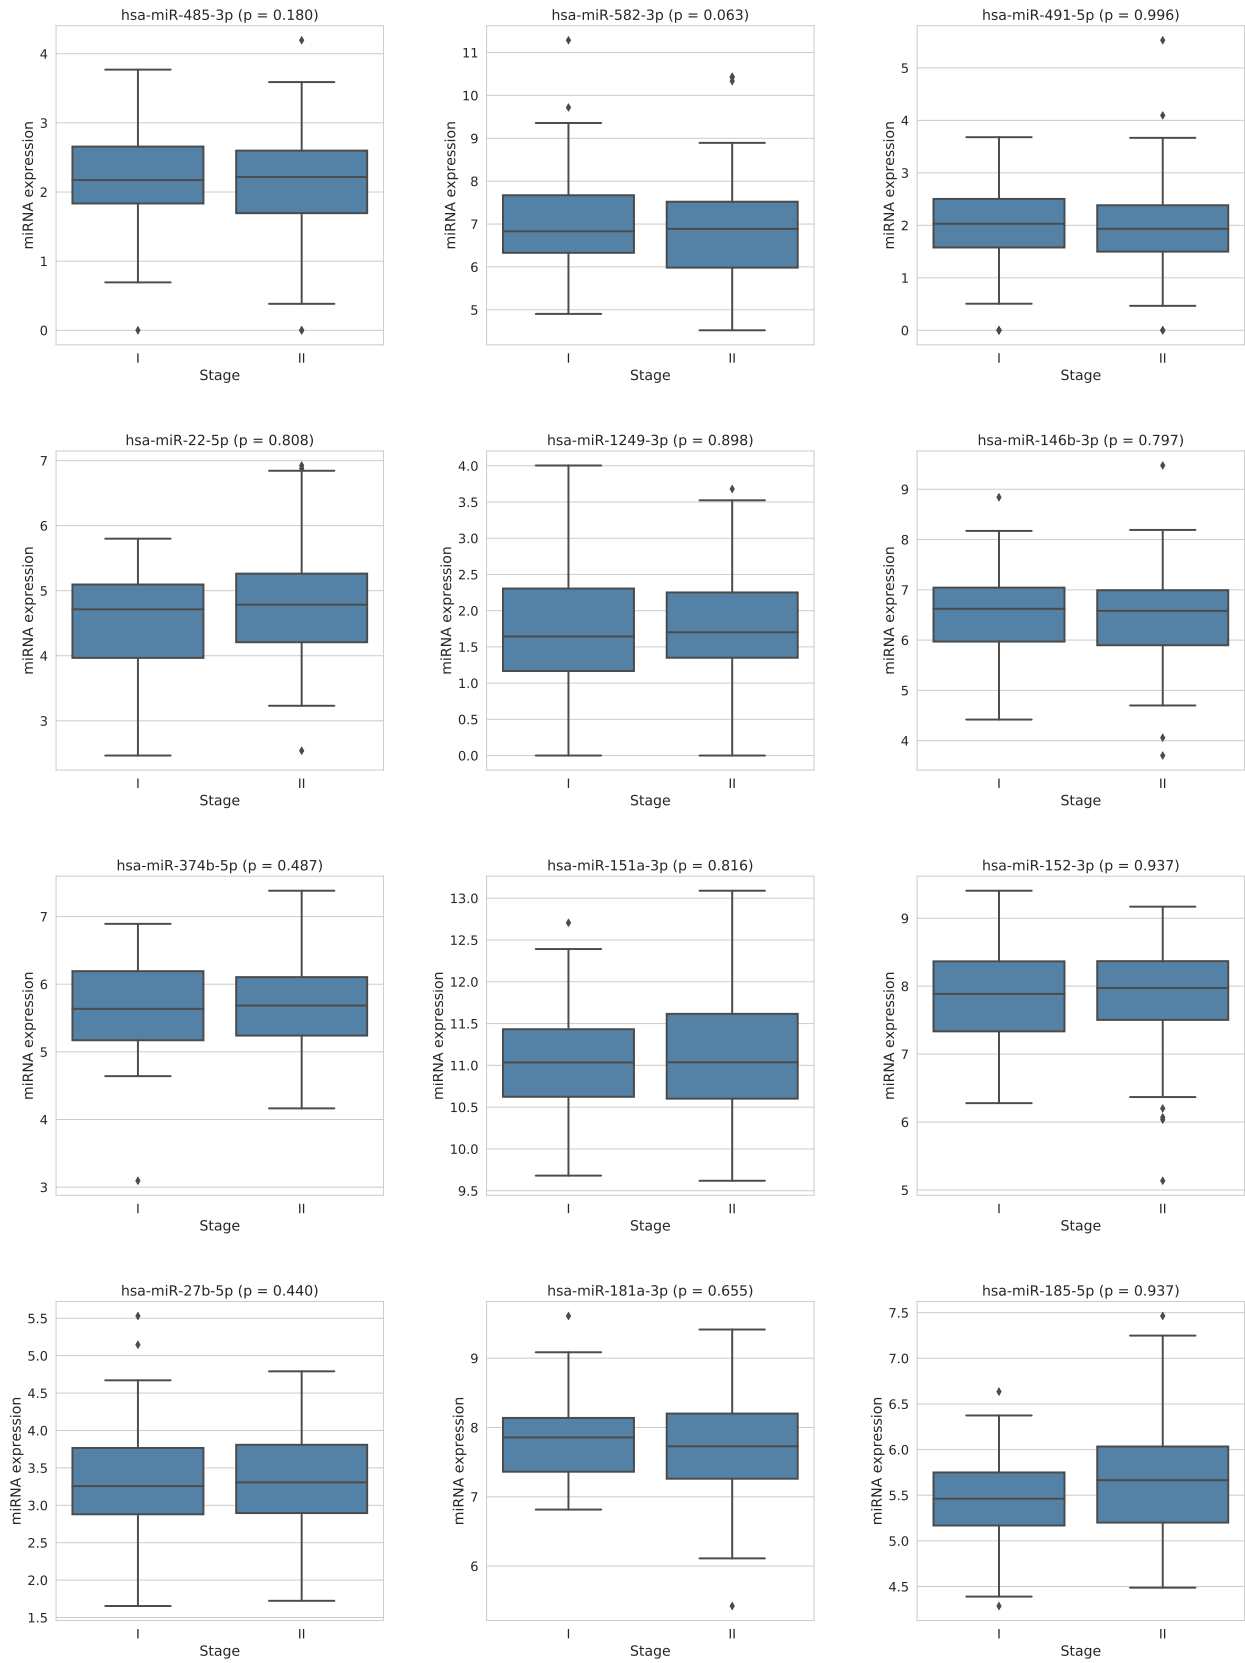 hsa-miR-485-3p (p = 0.180)
miRNA expression
4
3
2
1
0
I
II
Stage
hsa-miR-582-3p (p = 0.063)
miRNA expression
11
10
9
8
7
6
5
I
II
Stage
hsa-miR-491-5p (p = 0.996)
miRNA expression
5
4
3
2
1
0
I
II
Stage
hsa-miR-22-5p (p = 0.808)
miRNA expression
7
6
5
4
3
I
II
Stage
hsa-miR-1249-3p (p = 0.898)
miRNA expression
4.0
3.5
3.0
2.5
2.0
1.5
1.0
0.5
0.0
I
II
Stage
hsa-miR-146b-3p (p = 0.797)
miRNA expression
9
8
7
6
5
4
I
II
Stage
hsa-miR-374b-5p (p = 0.487)
miRNA expression
7
6
5
4
3
I
II
Stage
hsa-miR-151a-3p (p = 0.816)
miRNA expression
13.0
12.5
12.0
11.5
11.0
10.5
10.0
9.5
I
II
Stage
hsa-miR-152-3p (p = 0.937)
miRNA expression
9
8
7
6
5
I
II
Stage
hsa-miR-27b-5p (p = 0.440)
miRNA expression
5.5
5.0
4.5
4.0
3.5
3.0
2.5
2.0
1.5
I
II
Stage
hsa-miR-181a-3p (p = 0.655)
miRNA expression
9
8
7
6
I
II
Stage
hsa-miR-185-5p (p = 0.937)
miRNA expression
7.5
7.0
6.5
6.0
5.5
5.0
4.5
I
II
Stage